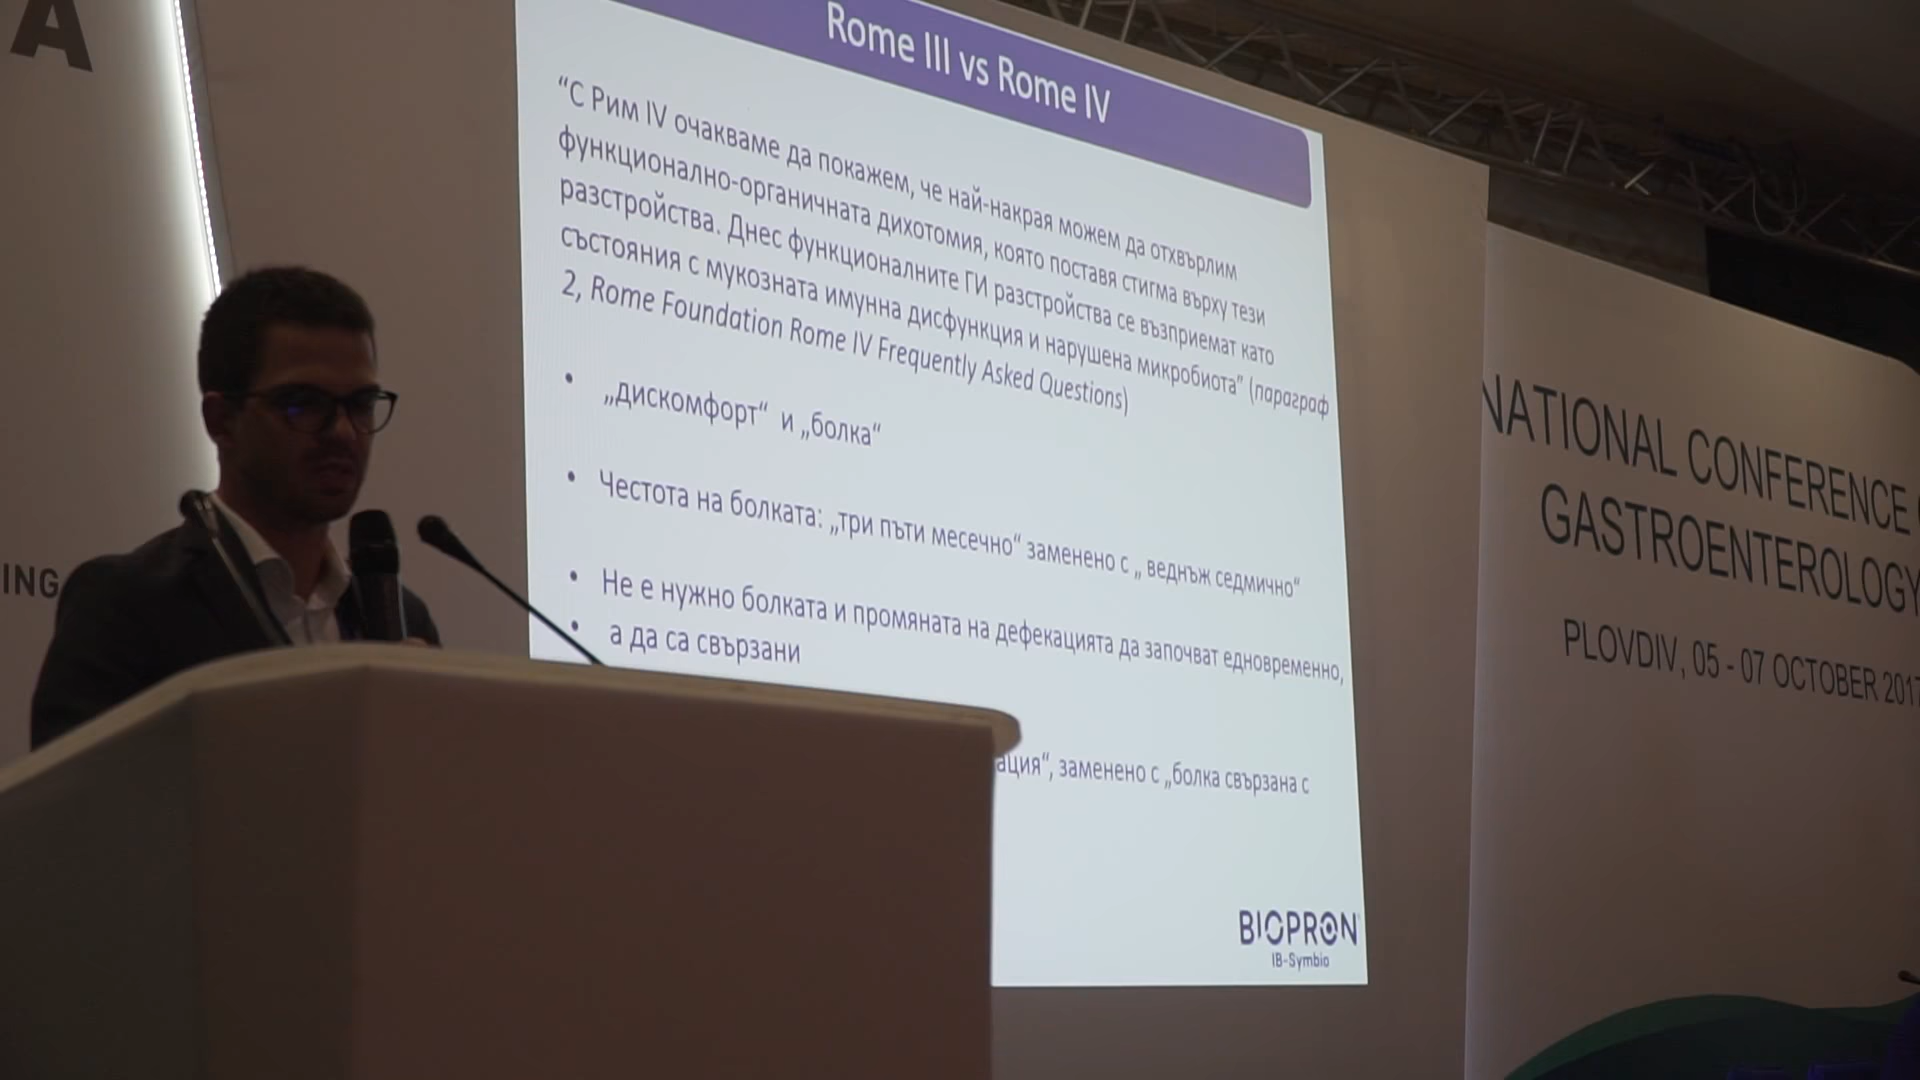 A
ING
Rome III vs Rome IV
“С Рим IV очакваме да покажем, че най-накрая можем да отхвърлим
функционално-органичната дихотомия, която поставя стигма върху тези
разстройства. Днес функционалните ГИ разстройства се възприемат като
състояния с мукозната имунна дисфункция и нарушена микробиота” (параграф
2, Rome Foundation Rome IV Frequently Asked Questions)
• „дискомфорт“ и „болка“
• Честота на болката: „три пъти месечно“ заменено с „ веднъж седмично“
• Не е нужно болката и промяната на дефекацията да започват едновременно,
• а да са свързани
ация“, заменено с „болка свързана с
BIOPRON
IB-Symbio
NATIONAL CONFERENCE
GASTROENTEROLOGY
PLOVDIV, 05 - 07 OCTOBER 2017